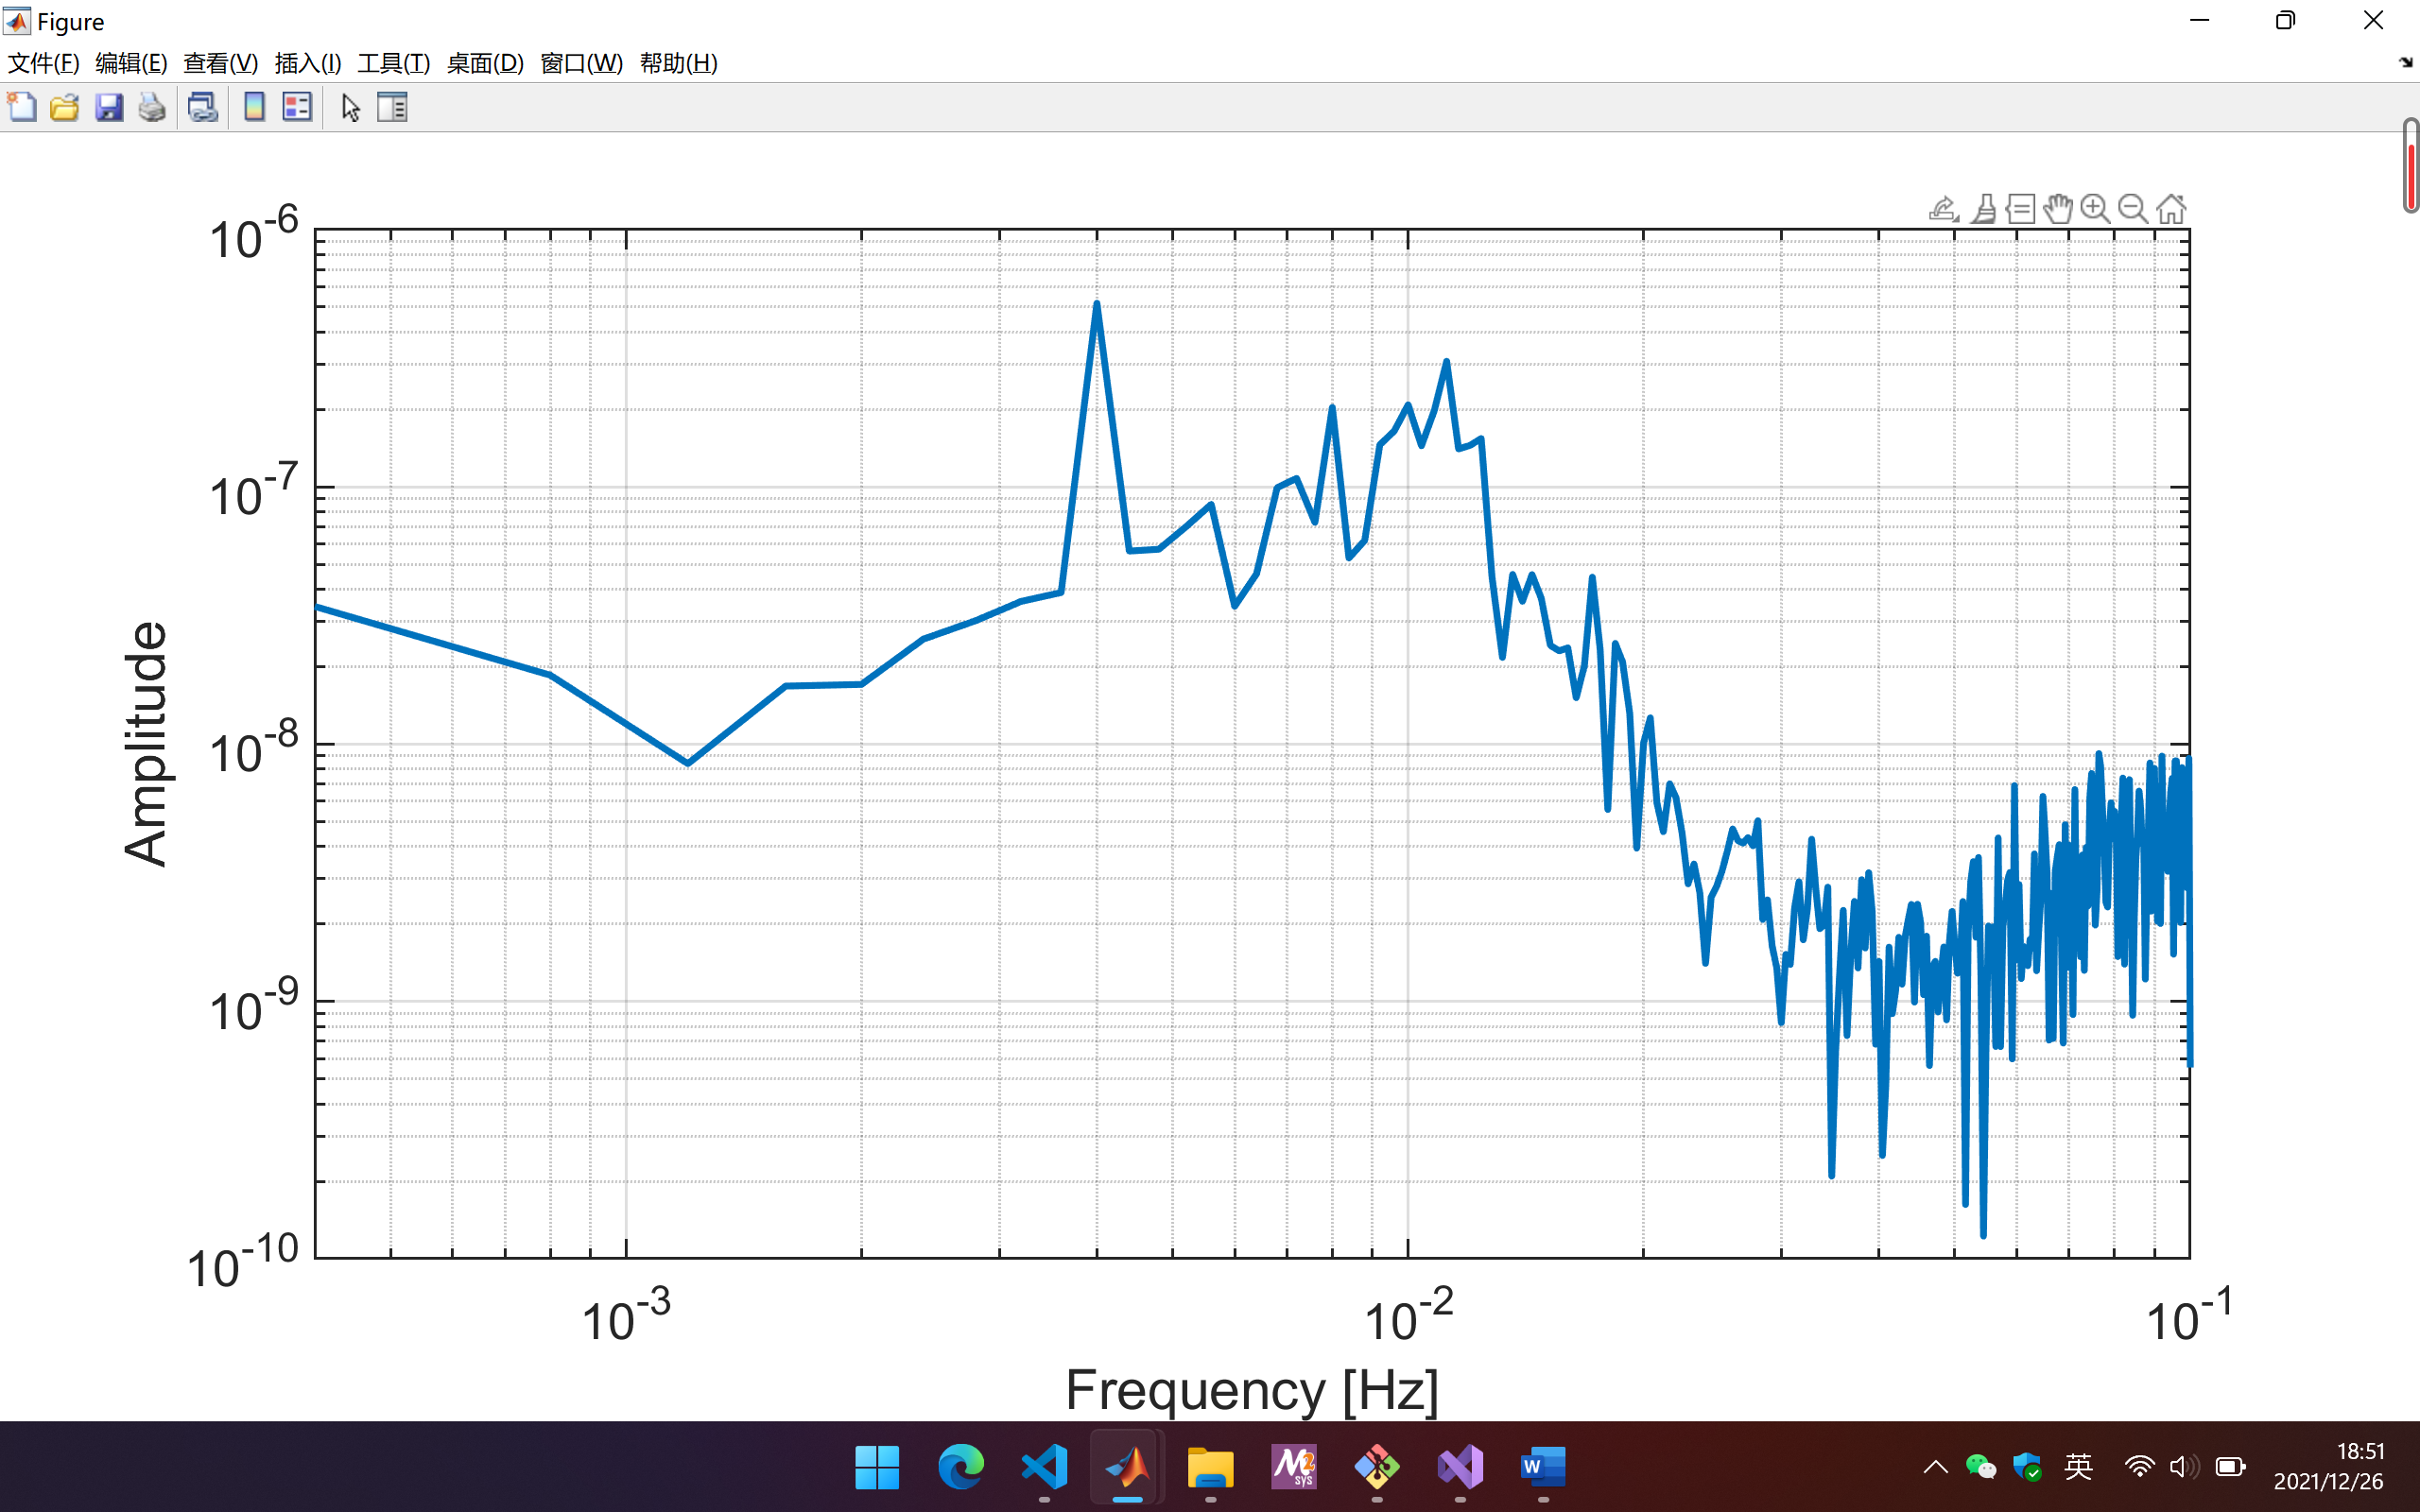 Figure
文件(F) 编辑(E) 查看(V) 插入(I) 工具(T) 桌面(D) 窗口(W) 帮助(H)
10^-6
10^-7
10^-8
10^-9
10^-10
Amplitude
10^-3 10^-2 10^-1
Frequency [Hz]
M2
sys
W
英
18:51
2021/12/26